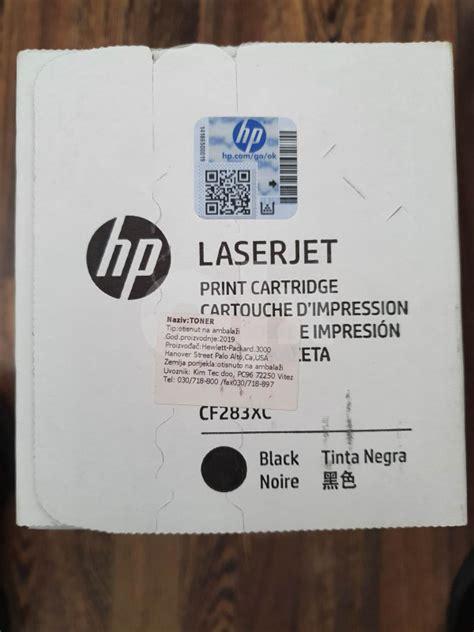 hp
hp.com/go/ok
14186500019
hp
LASERJET
PRINT CARTRIDGE
CARTOUCHE D'IMPRESSION
E IMPRESIÓN
ETA
Naziv:TONER
Tip:otisnut na ambalaži
God.proizvodnje:2019
Proizvođač:Hewlett-Packard.3000
Hanover Street Palo Alto,Ca,USA
Zemlja porijekla:otisnuto na ambalaži
Uvoznik: Kim Tec doo, PC96 72250 Vitez
Tel: 030/718-800 /fax030/718-897
CF283XC
Black Tinta Negra
Noire 黑色